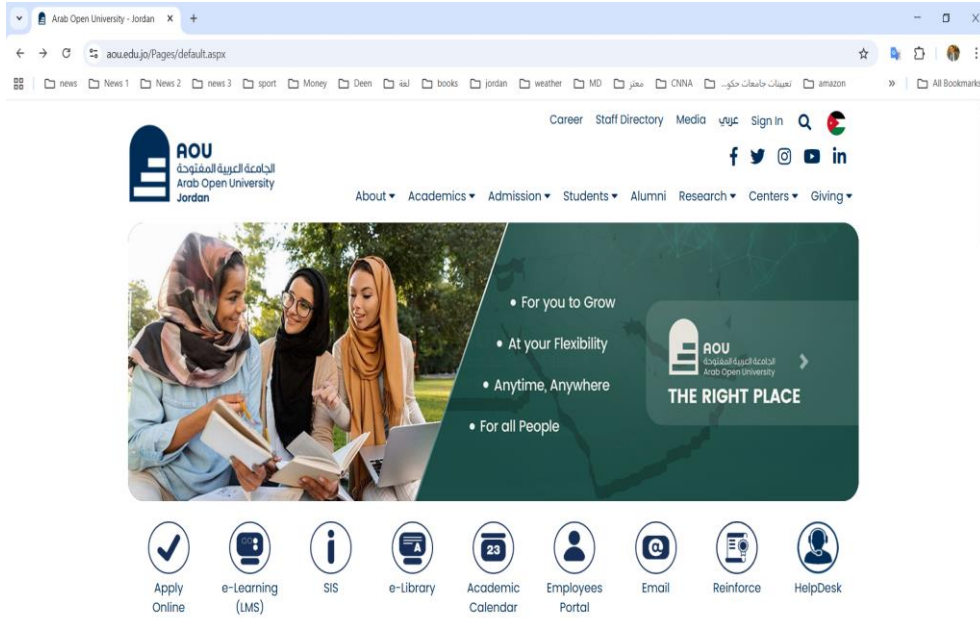 Arab Open University - Jordan
aou.edu.jo/Pages/default.aspx
news News 1 News 2 news 3 sport Money Deen لغة books jordan weather MD معتز CNNA تعيينات جامعات حكو... amazon » All Bookmarks
Career Staff Directory Media عربي Sign In
AOU
الجامعة العربية المفتوحة
Arab Open University
Jordan
About Academics Admission Students Alumni Research Centers Giving
For you to Grow
At your Flexibility
Anytime, Anywhere
For all People
AOU
الجامعة العربية المفتوحة
Arab Open University
THE RIGHT PLACE
23
Apply Online
e-Learning (LMS)
SIS
e-Library
Academic Calendar
Employees Portal
Email
Reinforce
HelpDesk